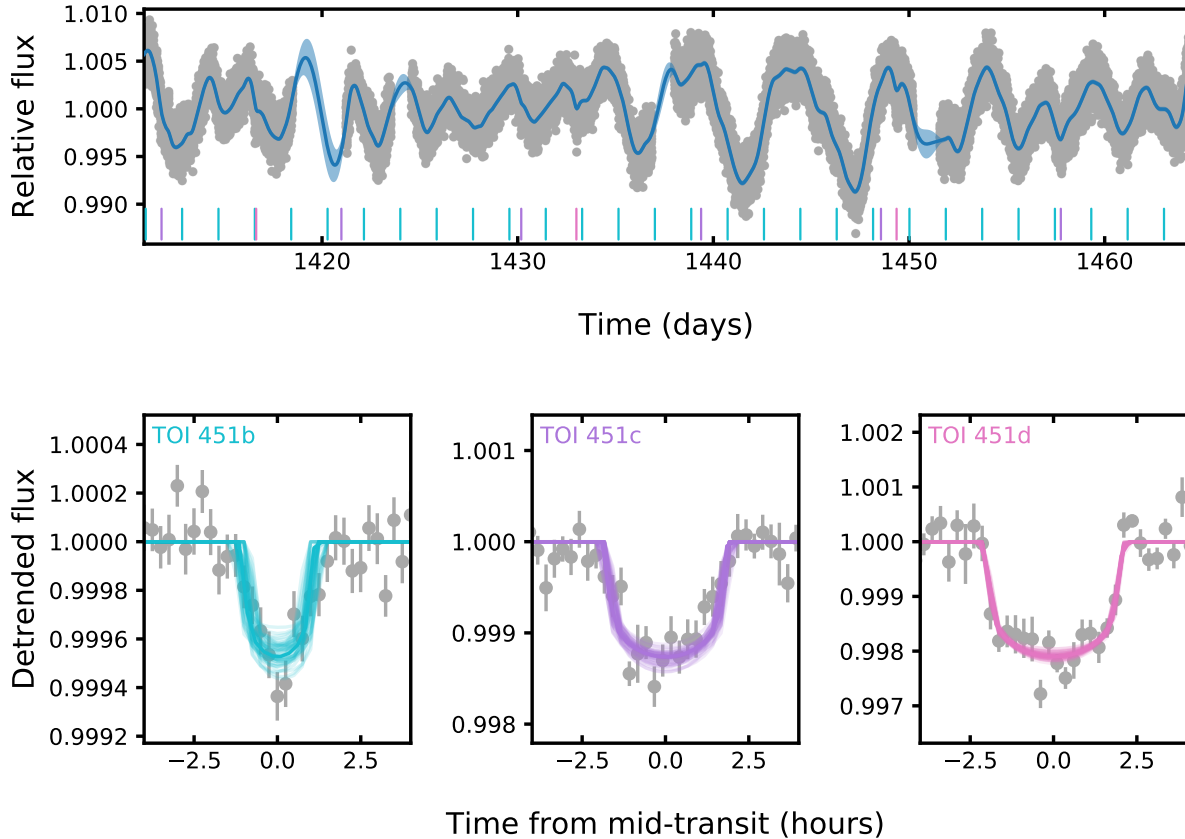 1.010
1.005
1.000
0.995
0.990
Relative flux
1420 1430 1440 1450 1460
Time (days)
TOI 451b
1.0004
1.0002
1.0000
0.9998
0.9996
0.9994
0.9992
Detrended flux
−2.5 0.0 2.5
TOI 451c
1.001
1.000
0.999
0.998
−2.5 0.0 2.5
TOI 451d
1.002
1.001
1.000
0.999
0.998
0.997
−2.5 0.0 2.5
Time from mid-transit (hours)